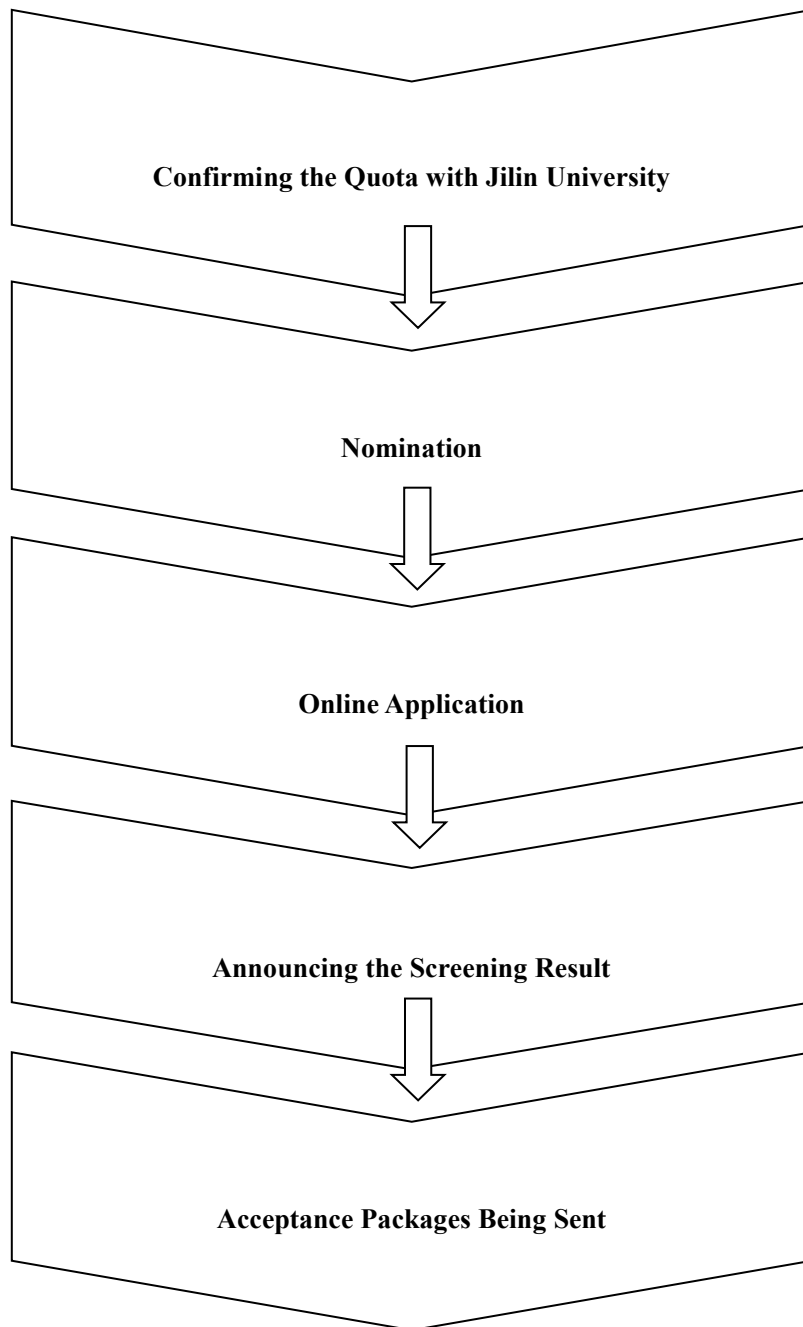 Confirming the Quota with Jilin University
Nomination
Online Application
Announcing the Screening Result
Acceptance Packages Being Sent